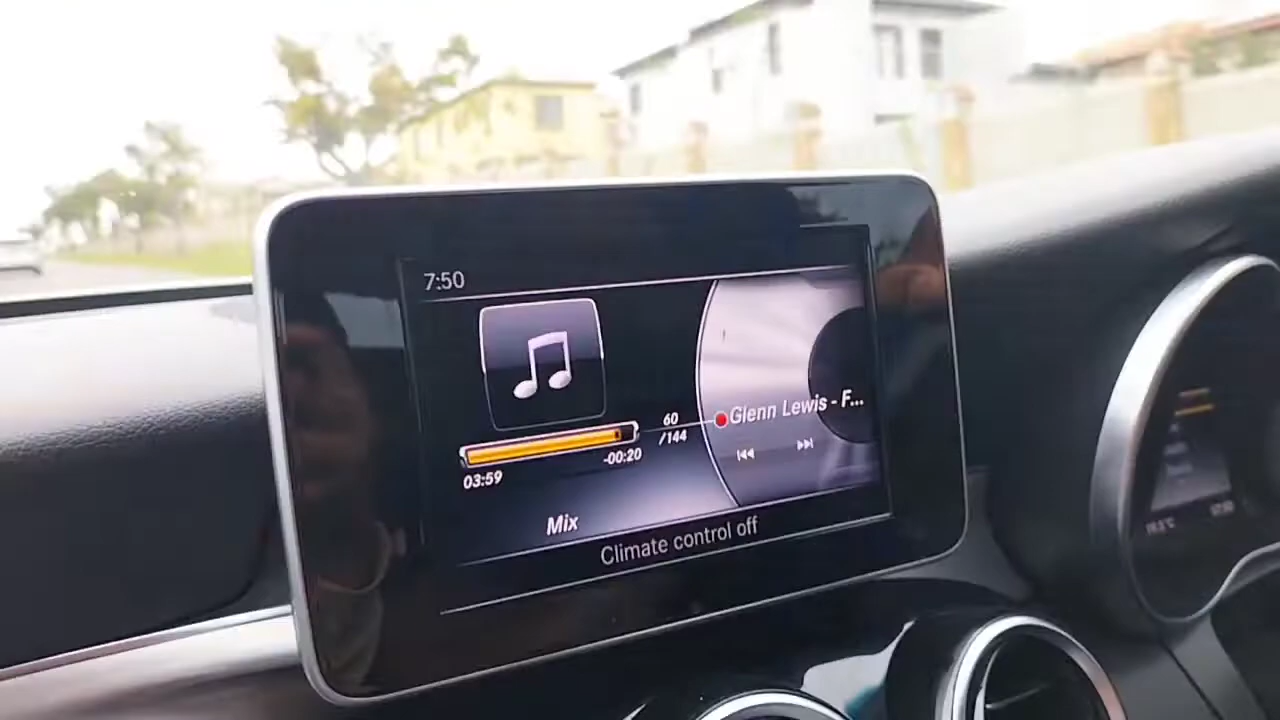 7:50
60
/144
Glenn Lewis - F...
03:59
-00:20
Mix
Climate control off